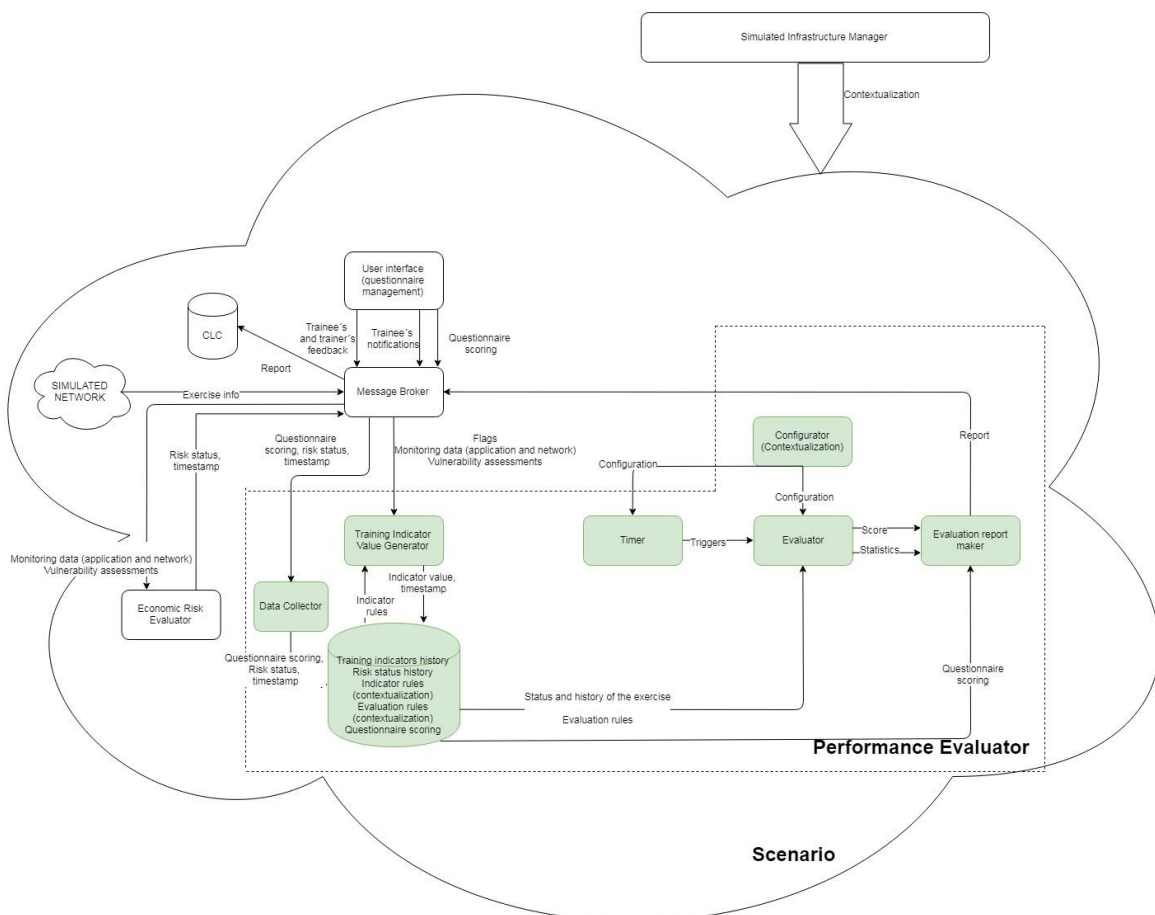 Simulated Infrastructure Manager
Contextualization
User interface
(questionnaire
management)
CLC
Trainee´s
and trainer´s
feedback
Trainee´s
notifications
Questionnaire
scoring
Report
SIMULATED
NETWORK
Exercise info
Message Broker
Risk status,
timestamp
Questionnaire
scoring, risk status,
timestamp
Flags
Monitoring data (application and network)
Vulnerability assessments
Configurator
(Contextualization)
Report
Configuration
Configuration
Training Indicator
Value Generator
Timer
Triggers
Evaluator
Score
Statistics
Evaluation report
maker
Monitoring data (application and network)
Vulnerability assessments
Economic Risk
Evaluator
Data Collector
Indicator
rules
Indicator value,
timestamp
Questionnaire scoring,
Risk status,
timestamp
Training indicators history
Risk status history
Indicator rules
(contextualization)
Evaluation rules
(contextualization)
Questionnaire scoring
Status and history of the exercise
Evaluation rules
Questionnaire
scoring
Performance Evaluator
Scenario